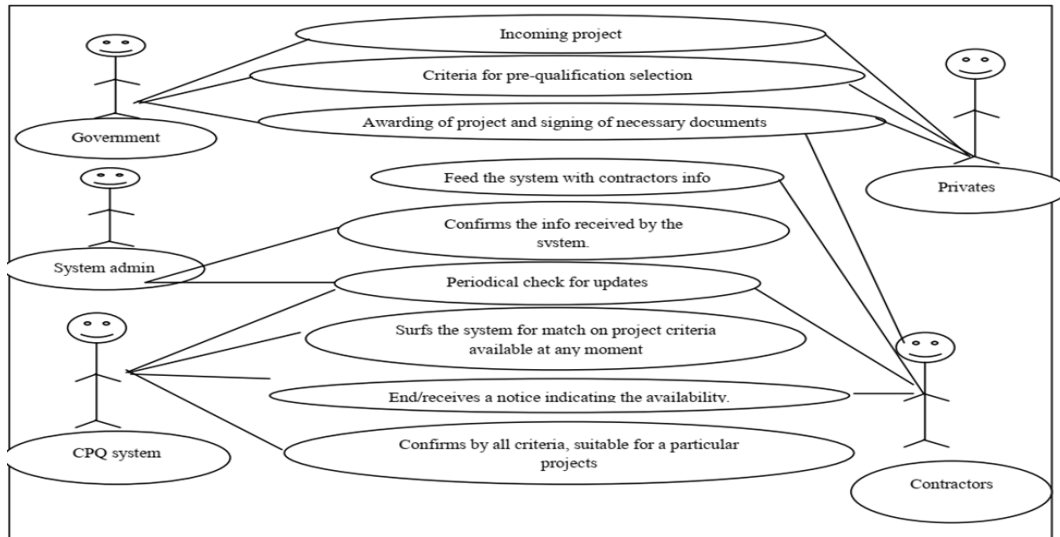 Incoming project
Criteria for pre-qualification selection
Awarding of project and signing of necessary documents
Government
Feed the system with contractors info
Privates
Confirms the info received by the
system.
System admin
Periodical check for updates
Surfs the system for match on project criteria
available at any moment
End/receives a notice indicating the availability.
Confirms by all criteria, suitable for a particular
projects
CPQ system
Contractors